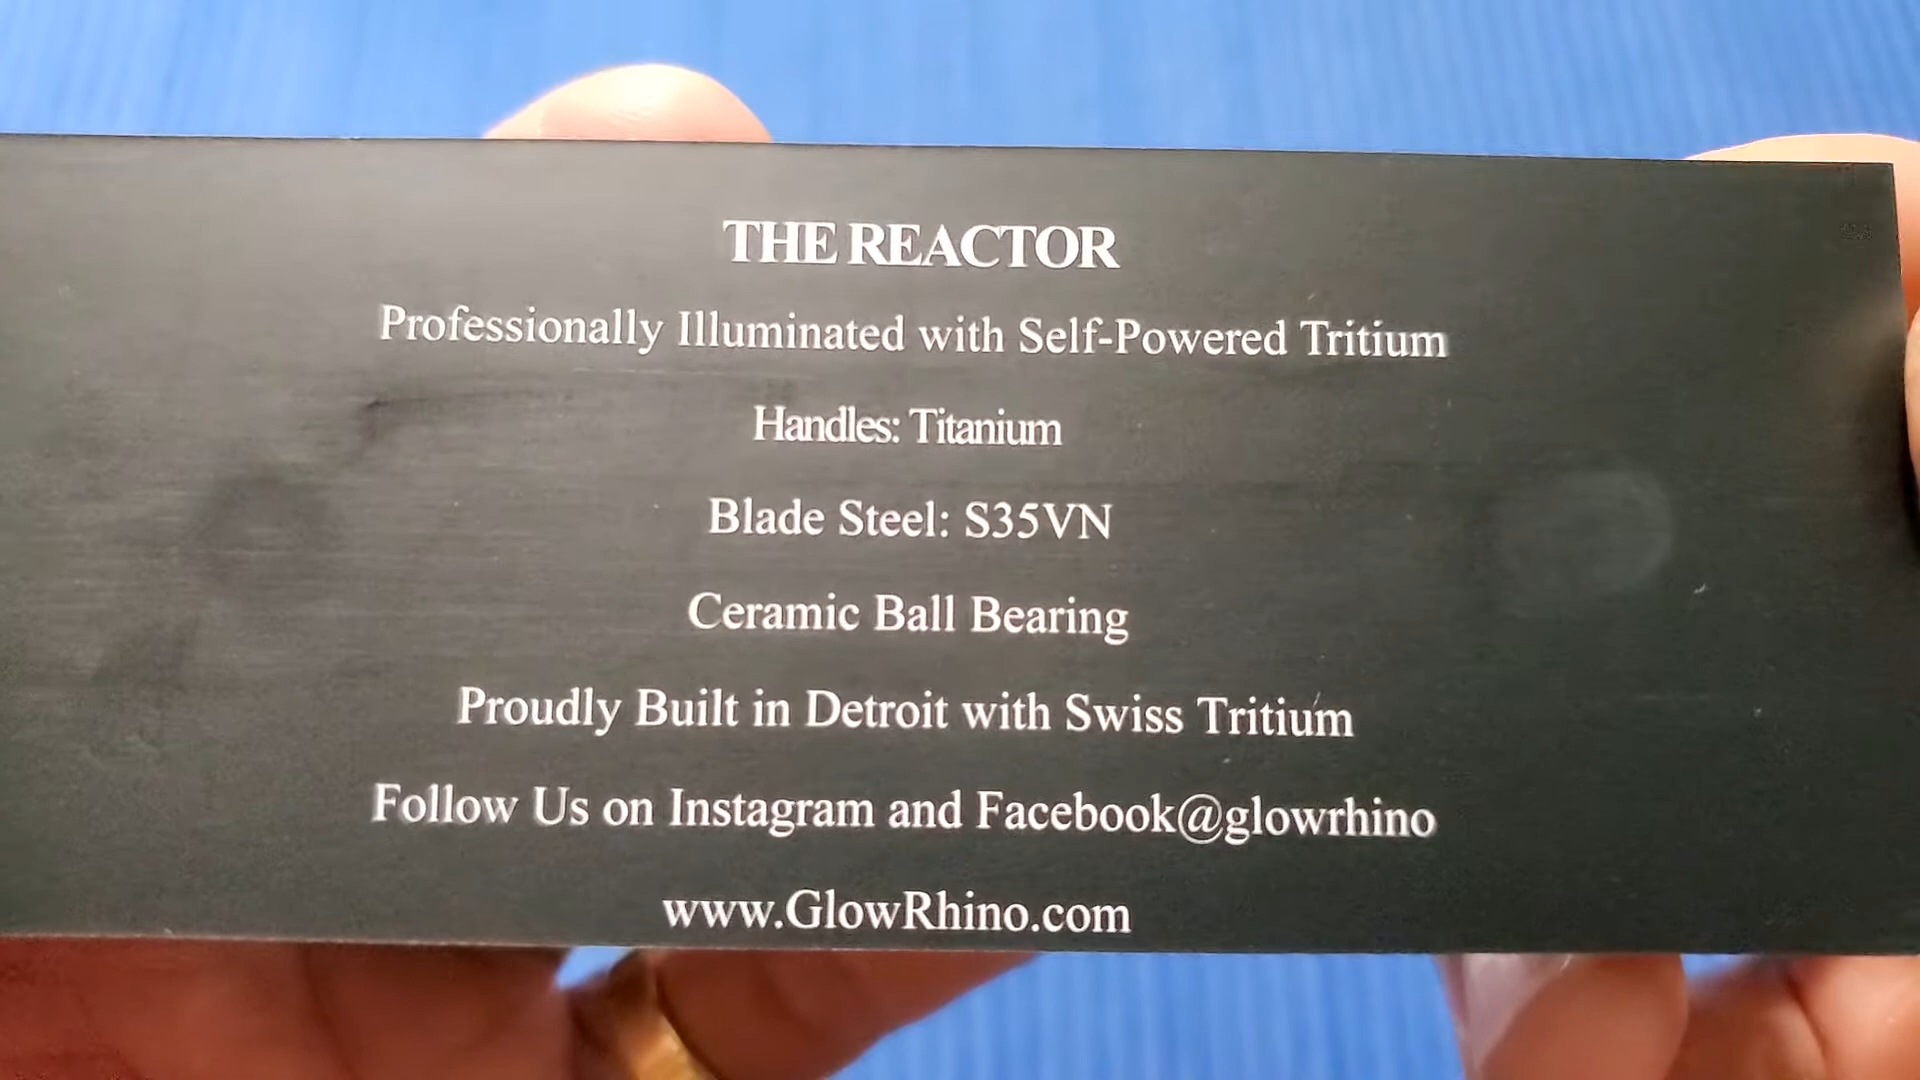 THE REACTOR
Professionally Illuminated with Self-Powered Tritium
Handles: Titanium
Blade Steel: S35VN
Ceramic Ball Bearing
Proudly Built in Detroit with Swiss Tritium
Follow Us on Instagram and Facebook@glowrhino
www.GlowRhino.com